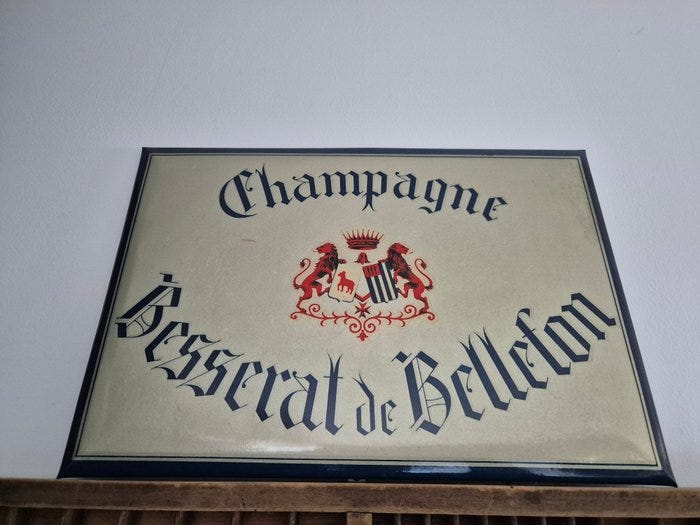 Champagne
Besserat de Bellefon